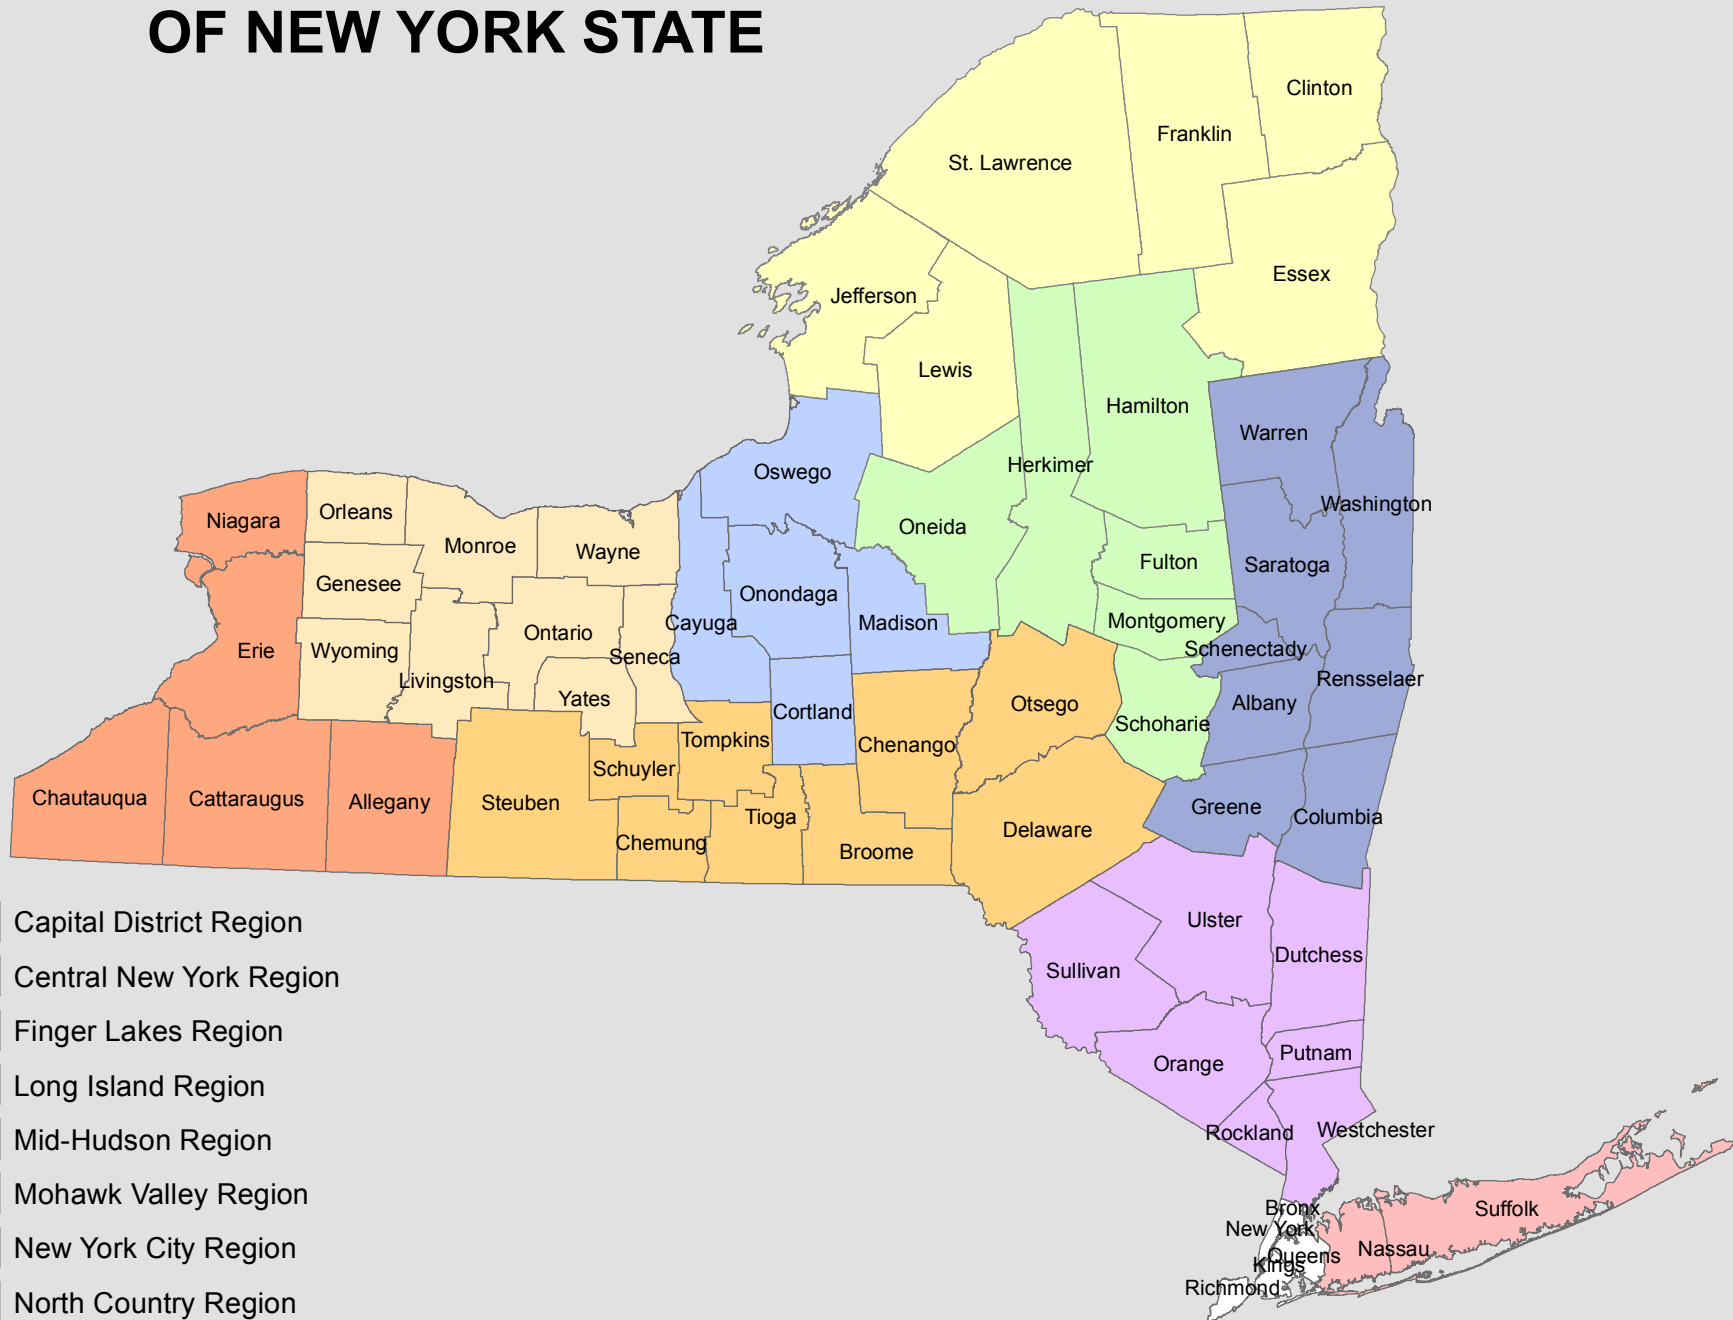 OF NEW YORK STATE
Clinton
Franklin
St. Lawrence
Essex
Jefferson
Lewis
Hamilton
Warren
Herkimer
Oswego
Washington
Orleans
Niagara
Oneida
Monroe
Wayne
Fulton
Saratoga
Genesee
Onondaga
Montgomery
Cayuga
Madison
Ontario
Schenectady
Erie
Wyoming
Seneca
Rensselaer
Livingston
Yates
Otsego
Albany
Cortland
Schoharie
Tompkins
Chenango
Schuyler
Chautauqua
Cattaraugus
Allegany
Steuben
Greene
Tioga
Columbia
Delaware
Chemung
Broome
Capital District Region
Ulster
Dutchess
Sullivan
Central New York Region
Finger Lakes Region
Putnam
Orange
Long Island Region
Westchester
Rockland
Mid-Hudson Region
Mohawk Valley Region
Bronx
Suffolk
New York
New York City Region
Nassau
Queens
Kings
Richmond
North Country Region